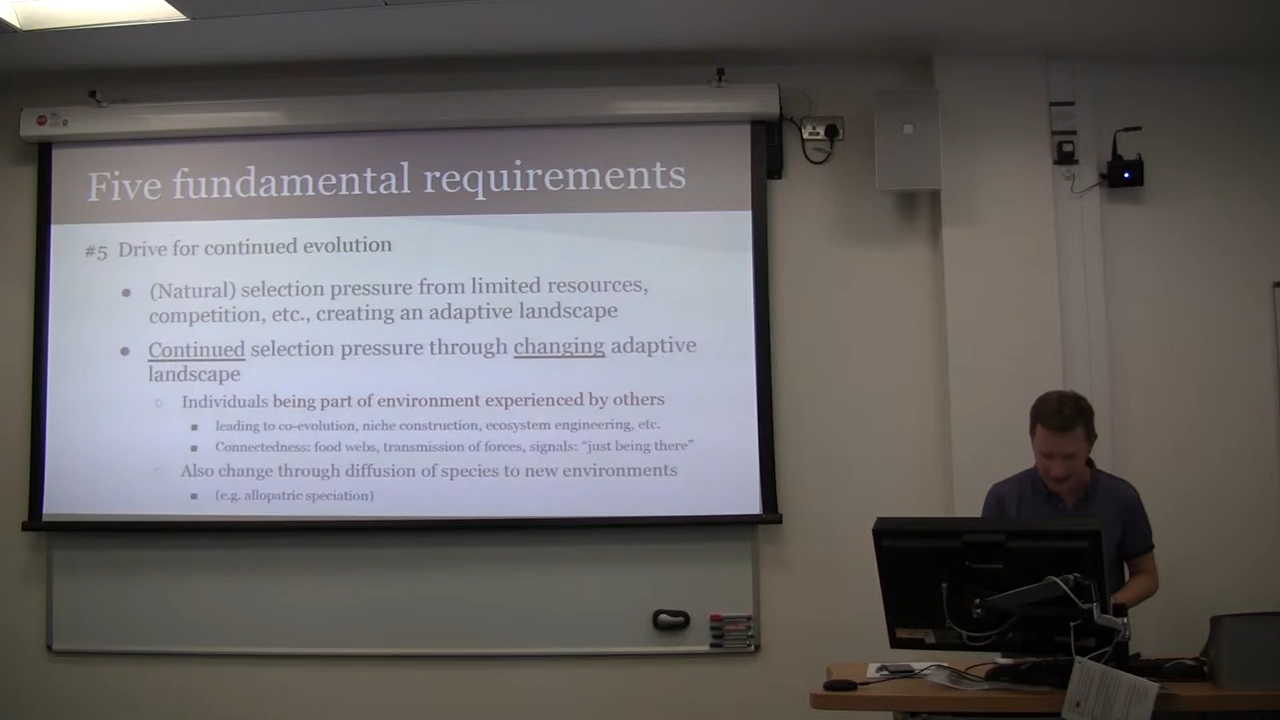 Five fundamental requirements
#5 Drive for continued evolution
● (Natural) selection pressure from limited resources,
competition, etc., creating an adaptive landscape
● Continued selection pressure through changing adaptive
landscape
○ Individuals being part of environment experienced by others
■ leading to co-evolution, niche construction, ecosystem engineering, etc.
■ Connectedness: food webs, transmission of forces, signals: “just being there”
○ Also change through diffusion of species to new environments
■ (e.g. allopatric speciation)